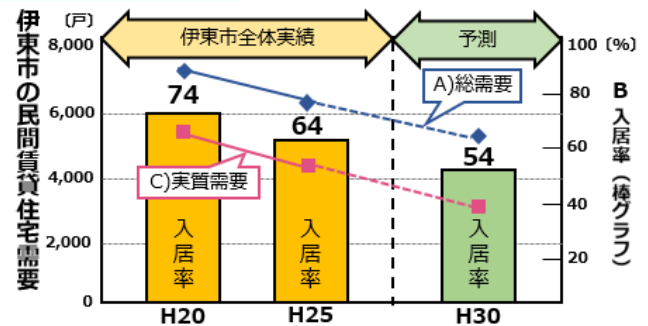 伊東市の民間賃貸住宅需要
（戸）
8,000
6,000
4,000
2,000
0
伊東市全体実績
予測
100（%）
80
60
40
20
B 入居率（棒グラフ）
A)総需要
C)実質需要
74
64
54
入居率
入居率
入居率
H20
H25
H30